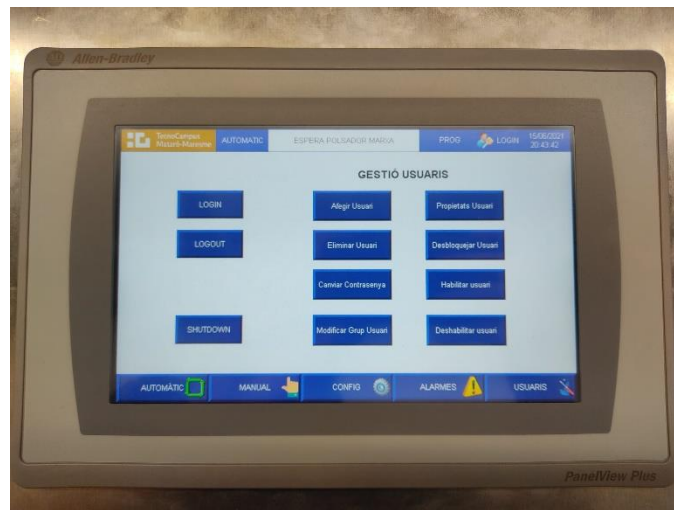 Allen-Bradley
TecnoCampus
Mataró-Maresme
AUTOMATIC
ESPERA POLSADOR MARXA
PROG
LOGIN
15/06/2021
20:43:42
GESTIÓ USUARIS
LOGIN
Afegir Usuari
Propietats Usuari
LOGOUT
Eliminar Usuari
Desbloquejar Usuari
Canviar Contrasenya
Habilitar usuari
SHUTDOWN
Modificar Grup Usuari
Deshabilitar usuari
AUTOMÀTIC
MANUAL
CONFIG
ALARMES
USUARIS
PanelView Plus